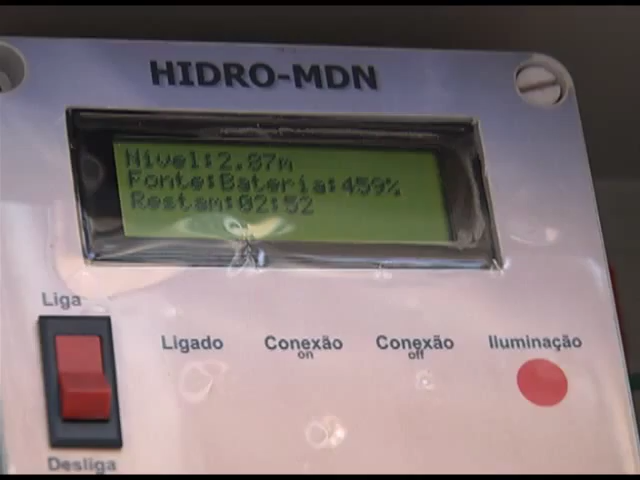 HIDRO-MDN
Nivel:2.87m
Fonte:Bateria:459%
Restam:02:52
Liga
Ligado
Conexão
on
Conexão
off
Iluminação
Desliga